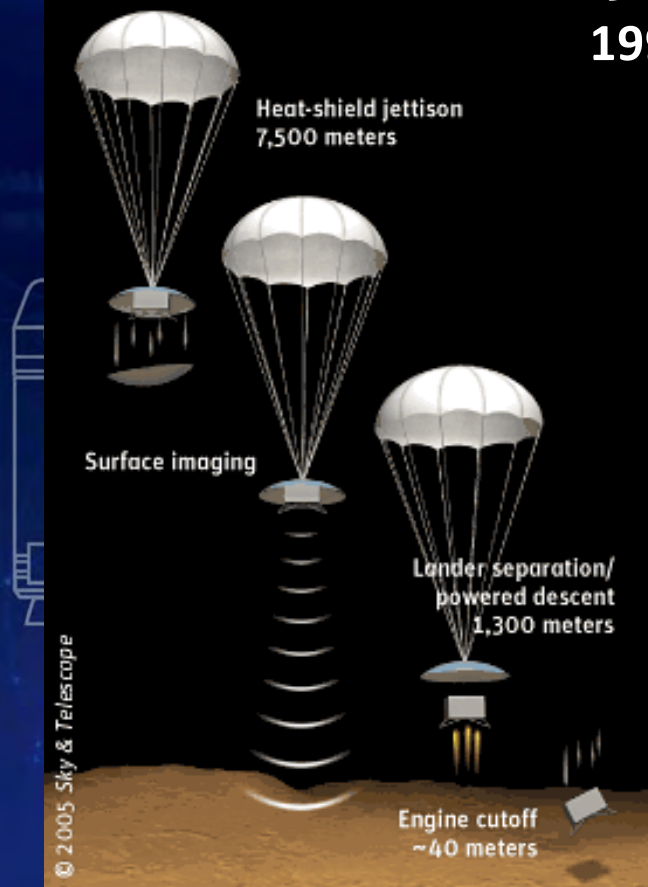 199
Heat-shield jettison
7,500 meters
Surface imaging
Lander separation/
powered descent
1,300 meters
Engine cutoff
~40 meters
© 2005 Sky & Telescope